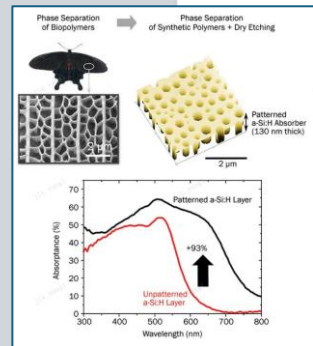 Phase Separation
of Biopolymers
Phase Separation
of Synthetic Polymers + Dry Etching
2 µm
Patterned
a-Si:H Absorber
(130 nm thick)
2 µm
Absorptance (%)
70
60
50
40
30
20
10
0
Patterned a-Si:H Layer
+93%
Unpatterned
a-Si:H Layer
300 400 500 600 700 800
Wavelength (nm)